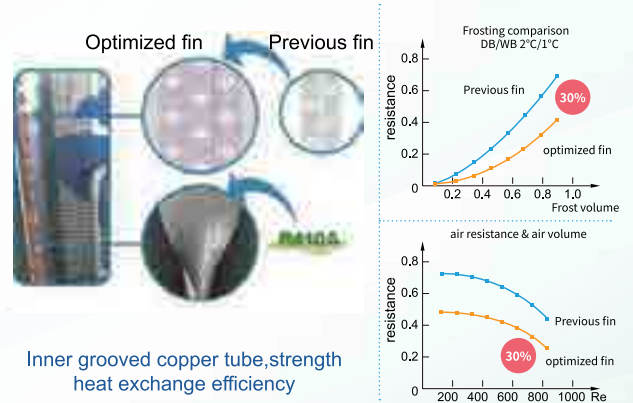 Optimized fin
Previous fin
R410A
Inner grooved copper tube,strength
heat exchange efficiency
Frosting comparison
DB/WB 2°C/1°C
resistance
0.8
0.6
0.4
0.2
0
Previous fin
30%
optimized fin
0.2 0.4 0.6 0.8 1.0
Frost volume
air resistance & air volume
resistance
0.8
0.6
0.4
0.2
0
Previous fin
30%
optimized fin
200 400 600 800 1000 Re